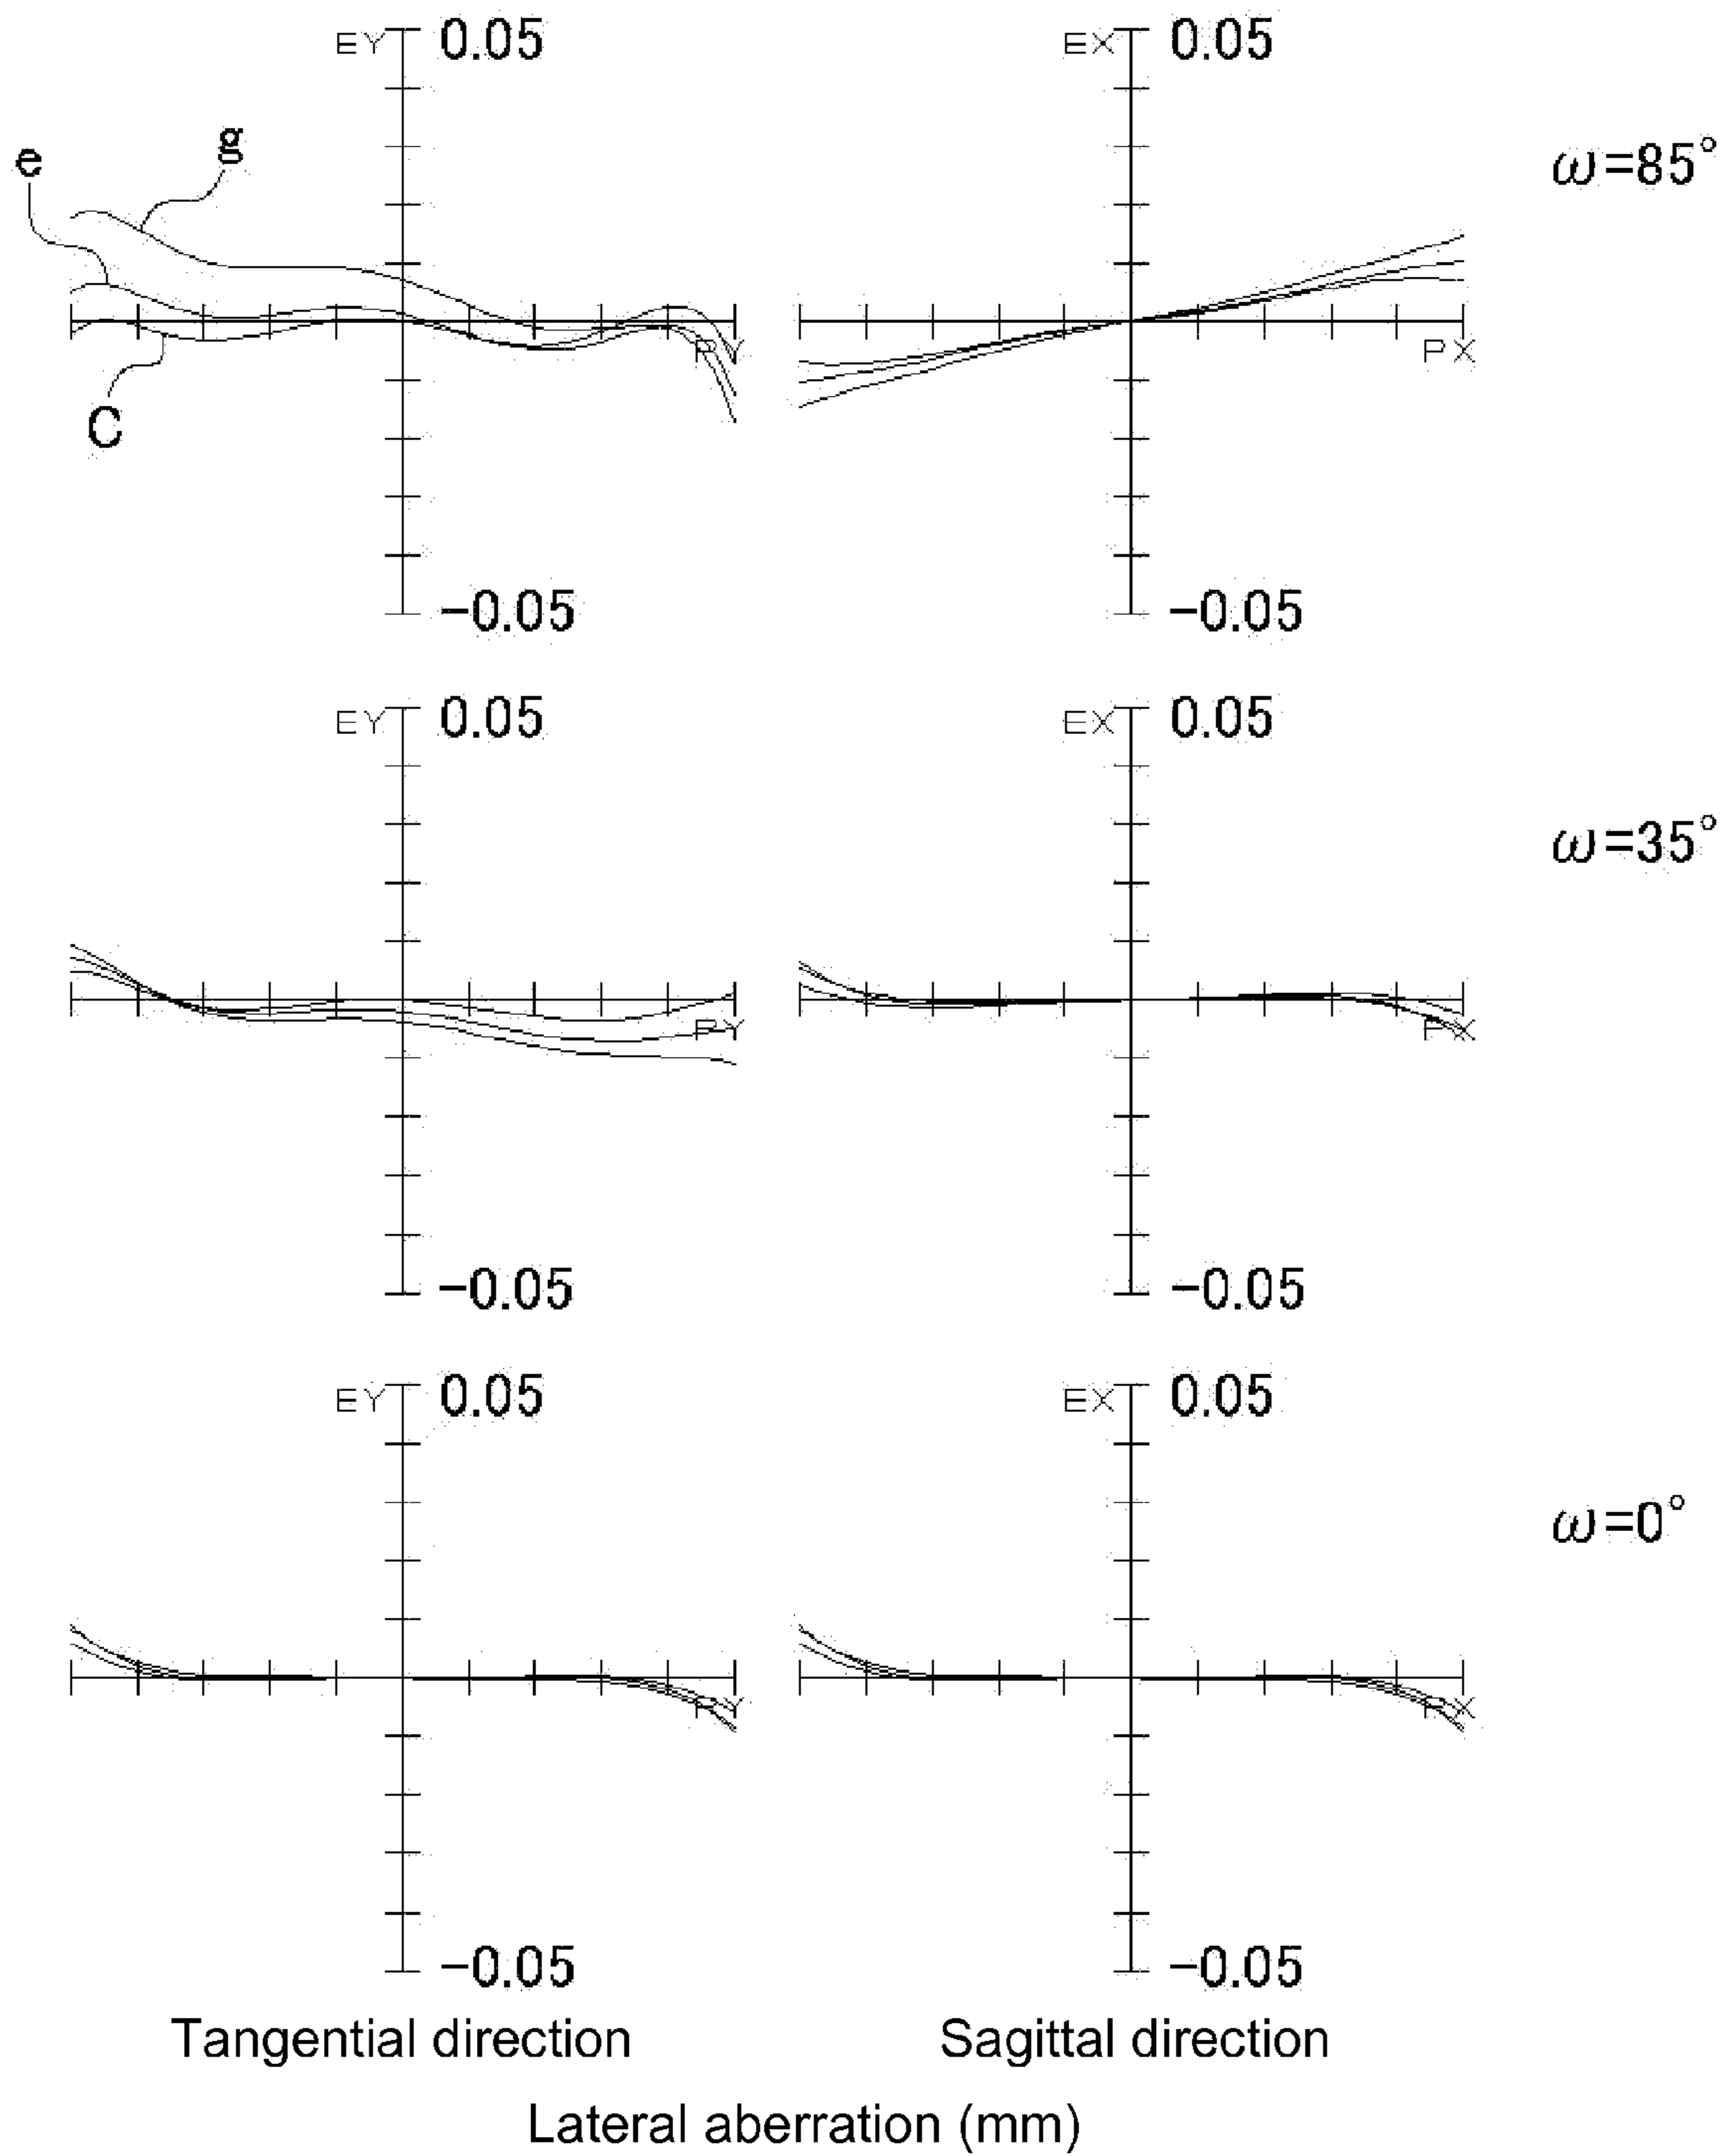 EY 0.05 EX 0.05
e g ω=85°
PY PX
C
−0.05 −0.05
EY 0.05 EX 0.05
ω=35°
PY PX
−0.05 −0.05
EY 0.05 EX 0.05
ω=0°
PY PX
−0.05 −0.05
Tangential direction Sagittal direction
Lateral aberration (mm)